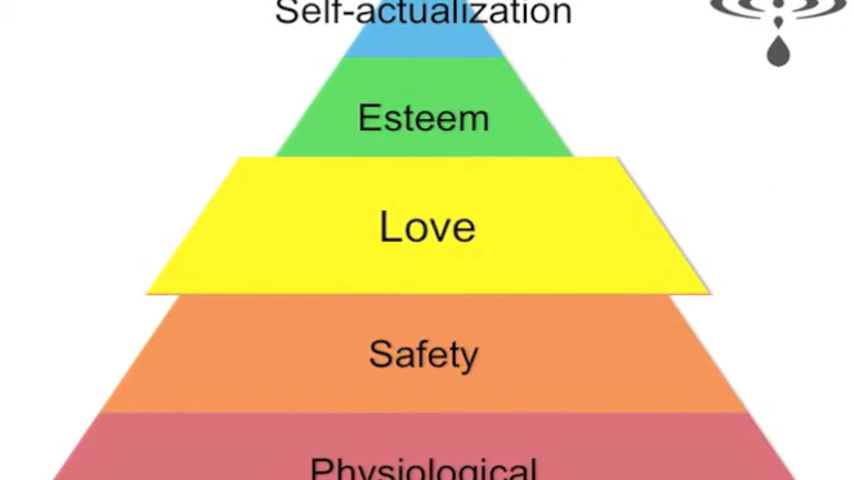 Self-actualization
Esteem
Love
Safety
Physiological